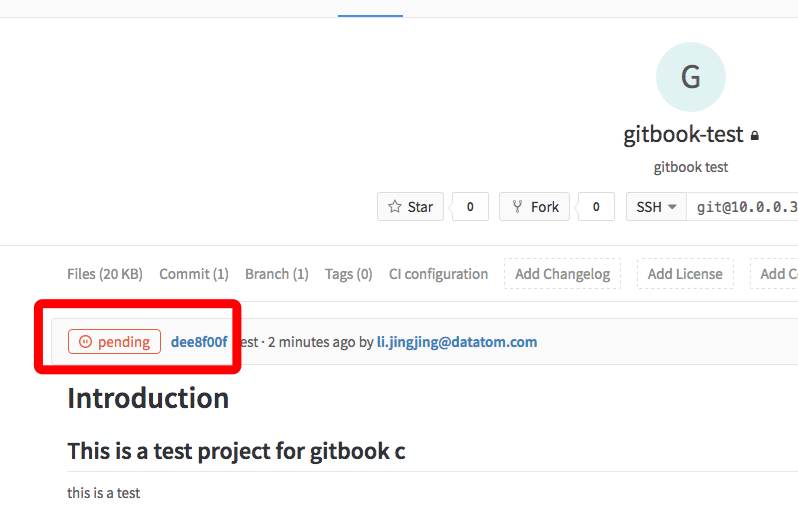 G
gitbook-test
gitbook test
Star 0 Fork 0 SSH git@10.0.0.3
Files (20 KB) Commit (1) Branch (1) Tags (0) CI configuration Add Changelog Add License Add
pending dee8f00f est · 2 minutes ago by li.jingjing@datatom.com
Introduction
This is a test project for gitbook c
this is a test